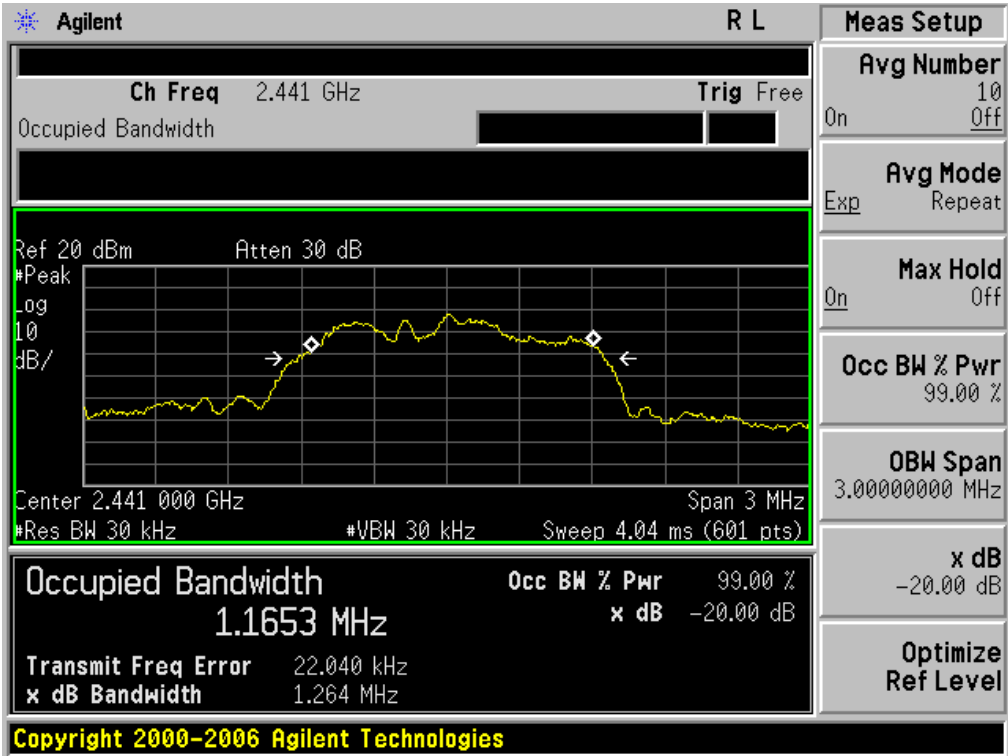 Agilent R L
Ch Freq 2.441 GHz Trig Free
Occupied Bandwidth
Ref 20 dBm Atten 30 dB
#Peak
Log
10
dB/
Center 2.441 000 GHz Span 3 MHz
#Res BW 30 kHz #VBW 30 kHz Sweep 4.04 ms (601 pts)
Occupied Bandwidth
1.1653 MHz
Occ BW % Pwr 99.00 %
x dB -20.00 dB
Transmit Freq Error 22.040 kHz
x dB Bandwidth 1.264 MHz
Copyright 2000-2006 Agilent Technologies
Meas Setup
Avg Number
10
On Off
Avg Mode
Exp Repeat
Max Hold
On Off
Occ BW % Pwr
99.00 %
OBW Span
3.00000000 MHz
x dB
-20.00 dB
Optimize
Ref Level